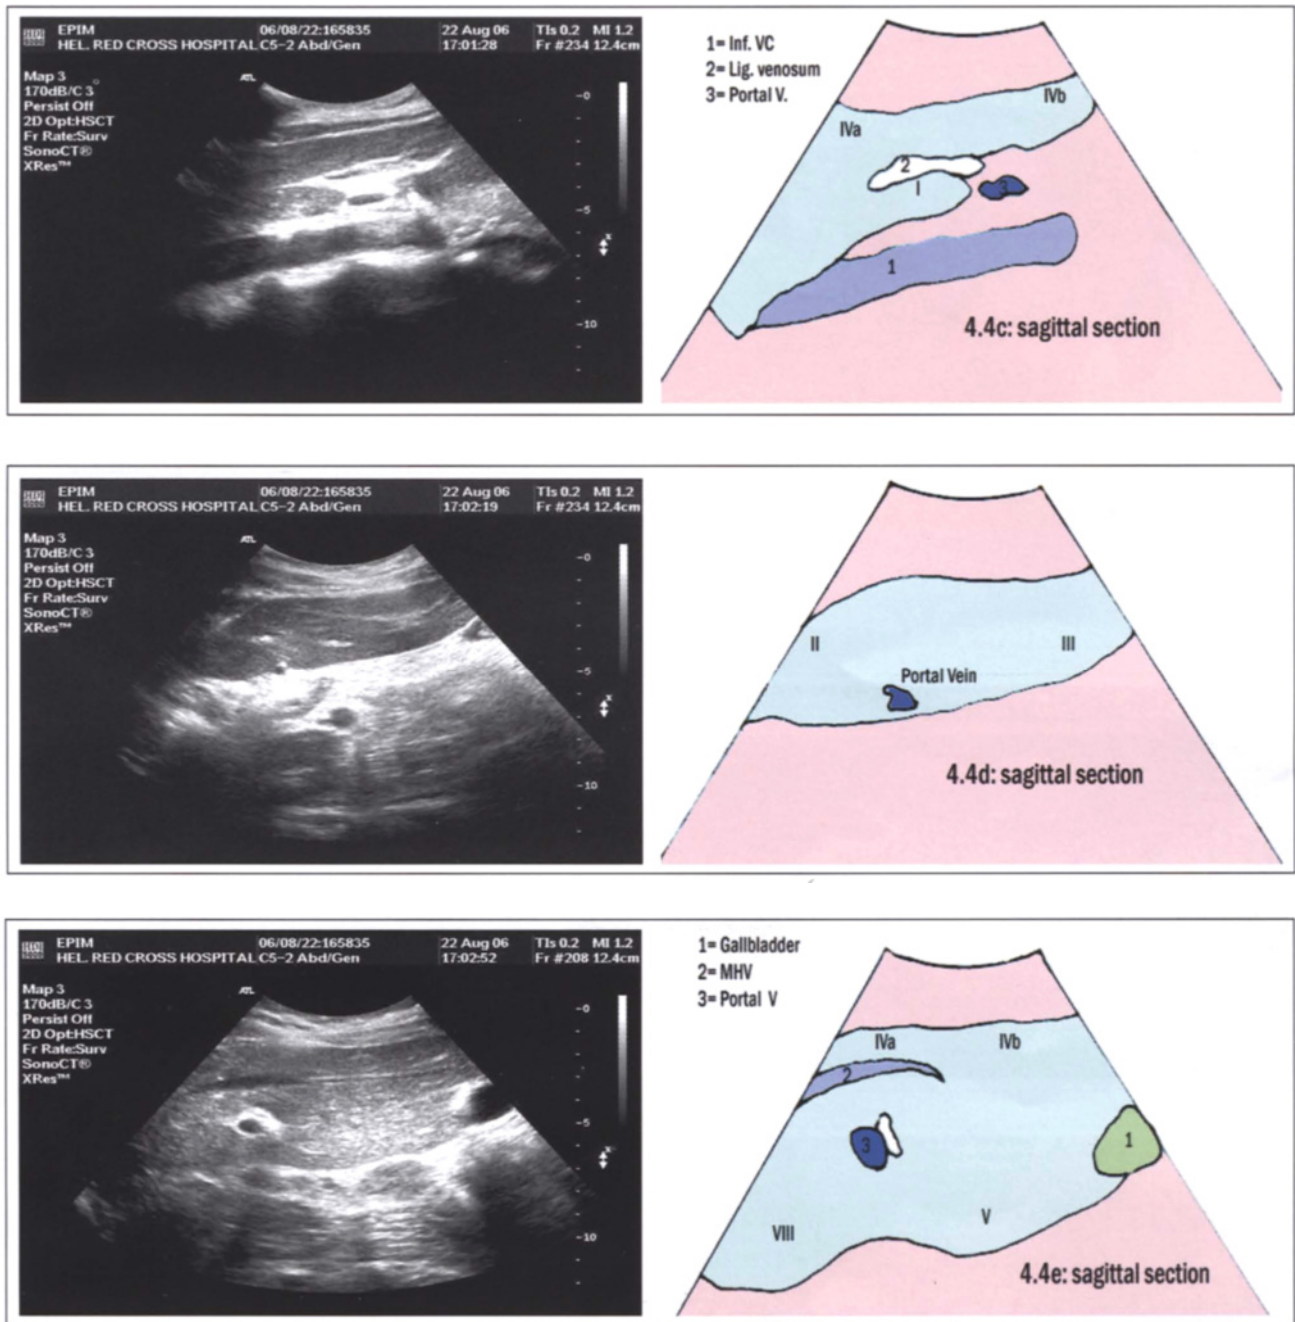 EPIM 06/08/22:165835 22 Aug 06 TIs 0.2 MI 1.2
HEL. RED CROSS HOSPITAL C5-2 Abd/Gen 17:01:28 Fr #234 12.4cm
Map 3
170dB/C 3
Persist Off
2D Opt:HSCT
Fr Rate:Surv
SonoCT®
XRes™
ATL
-0
-5
x
-10
1= Inf. VC
2= Lig. venosum
3= Portal V.
IVb
IVa
2
I
3
1
4.4c: sagittal section
EPIM 06/08/22:165835 22 Aug 06 TIs 0.2 MI 1.2
HEL. RED CROSS HOSPITAL C5-2 Abd/Gen 17:02:19 Fr #234 12.4cm
Map 3
170dB/C 3
Persist Off
2D Opt:HSCT
Fr Rate:Surv
SonoCT®
XRes™
ATL
-0
-5
x
-10
II
III
Portal Vein
4.4d: sagittal section
EPIM 06/08/22:165835 22 Aug 06 TIs 0.2 MI 1.2
HEL. RED CROSS HOSPITAL C5-2 Abd/Gen 17:02:52 Fr #208 12.4cm
Map 3
170dB/C 3
Persist Off
2D Opt:HSCT
Fr Rate:Surv
SonoCT®
XRes™
ATL
-0
-5
x
-10
1= Gallbladder
2= MHV
3= Portal V
IVa
IVb
2
3
1
V
VIII
4.4e: sagittal section